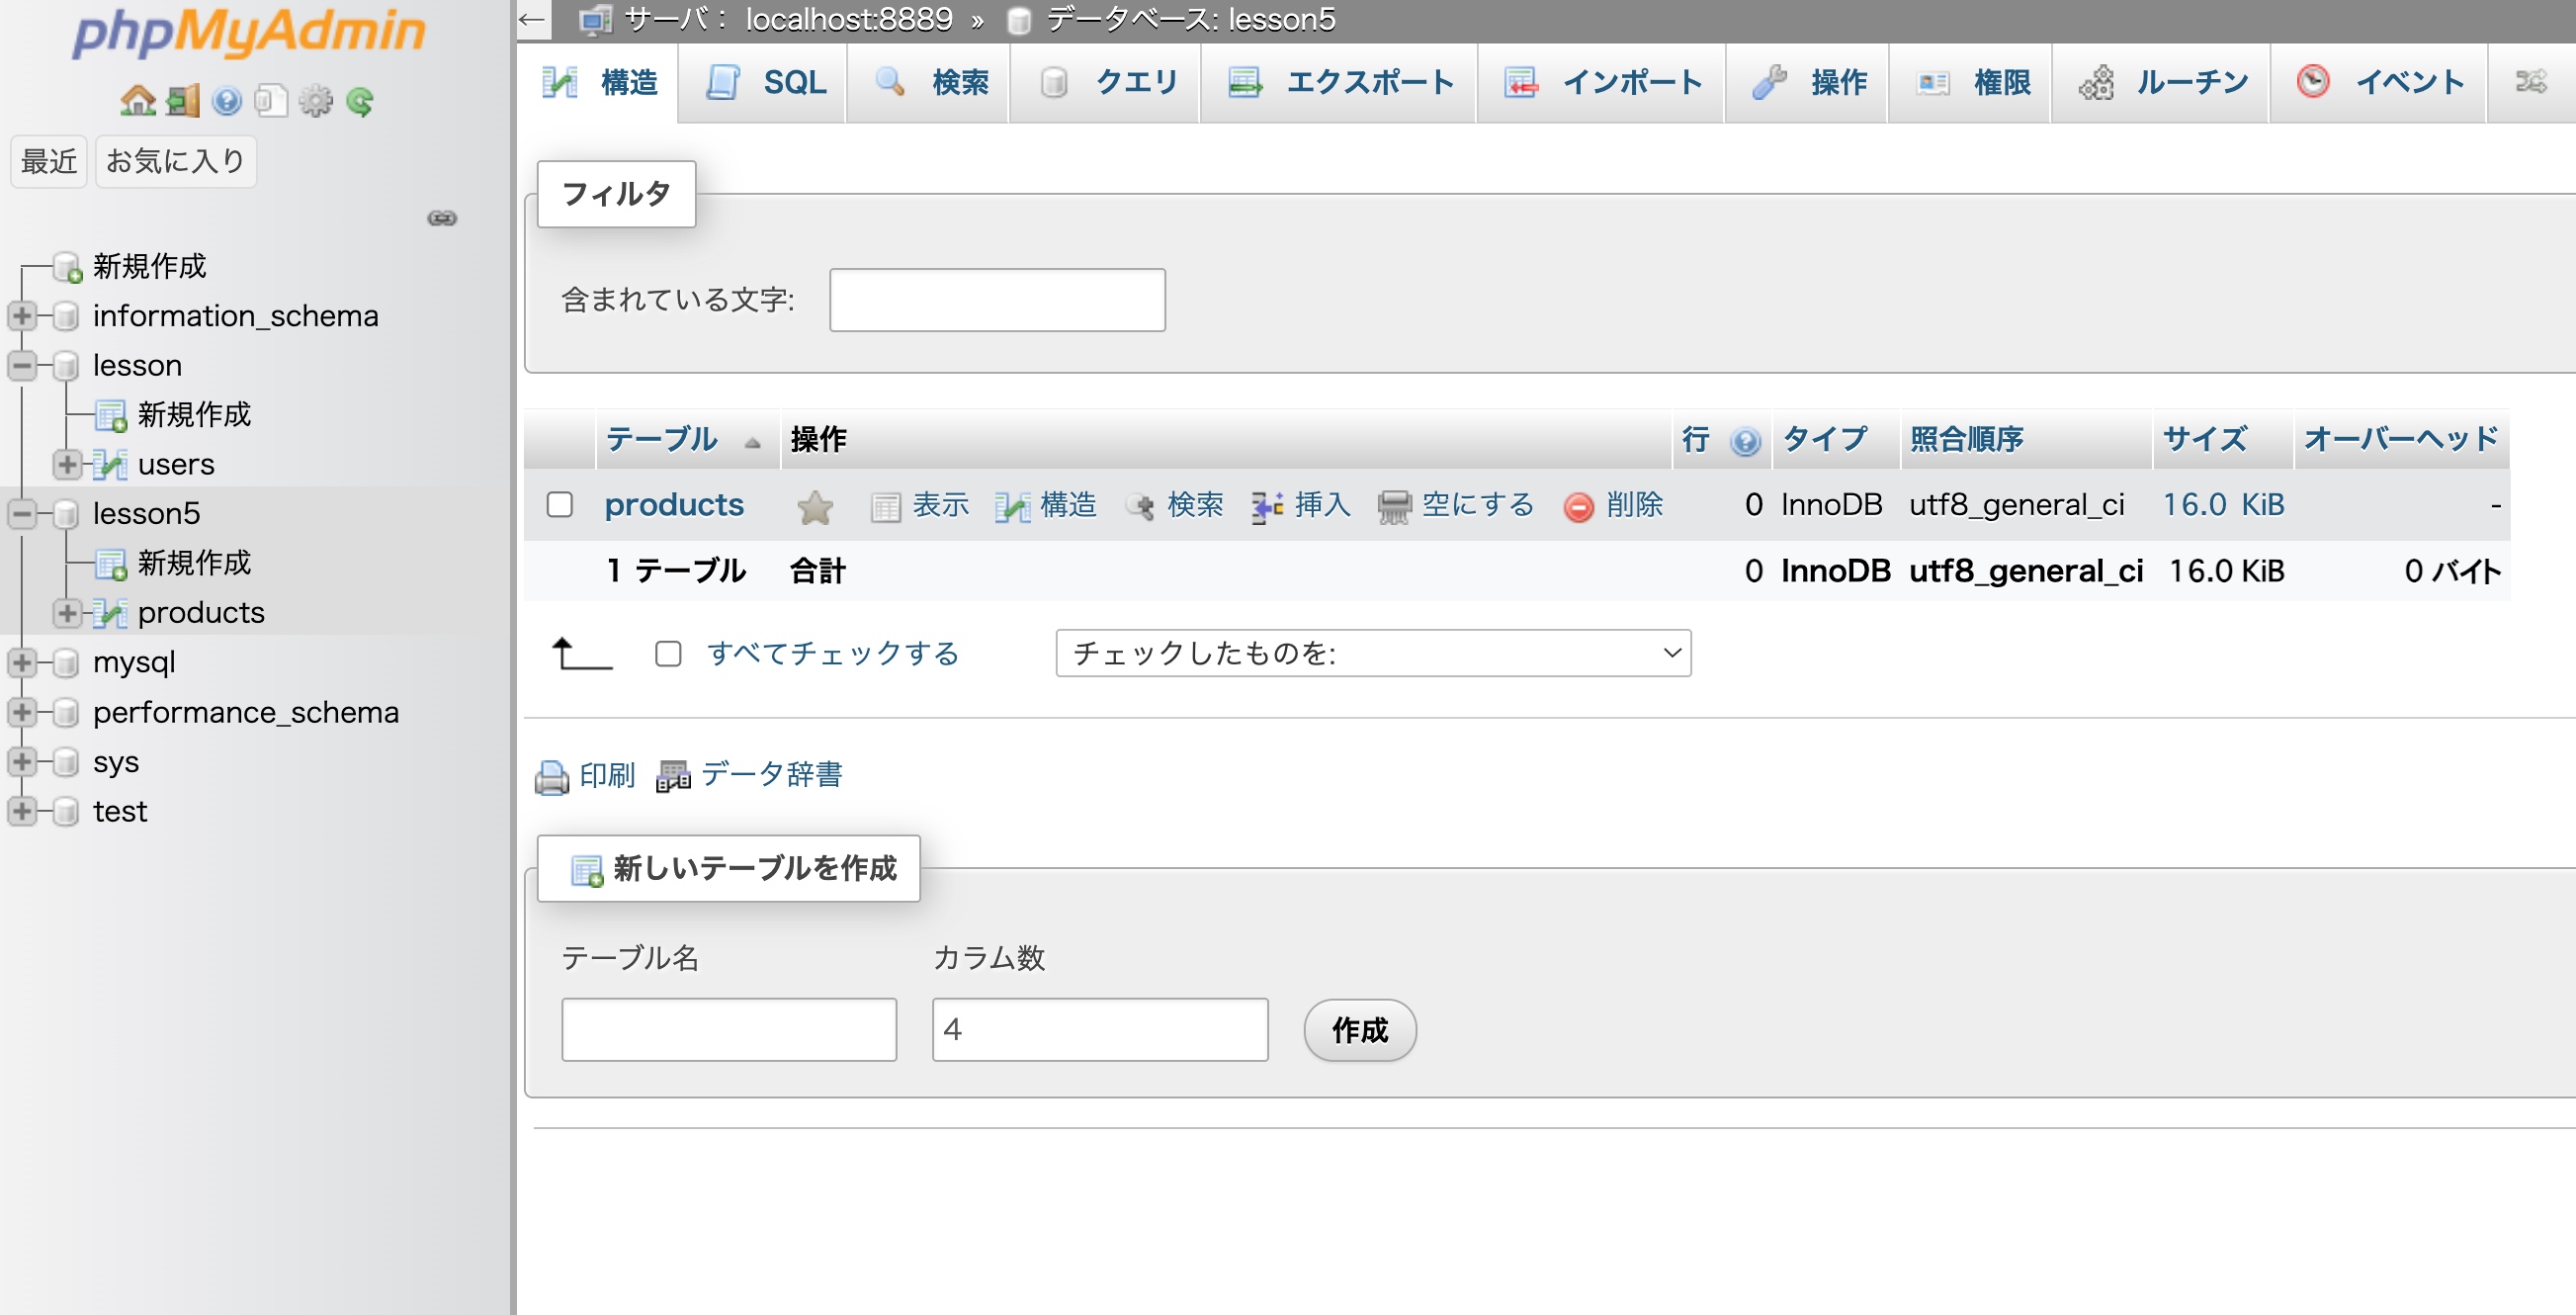 phpMyAdmin
最近 お気に入り
新規作成
information_schema
lesson
新規作成
users
lesson5
新規作成
products
mysql
performance_schema
sys
test
サーバ： localhost:8889 » データベース: lesson5
構造 SQL 検索 クエリ エクスポート インポート 操作 権限 ルーチン イベント
フィルタ
含まれている文字:
テーブル 操作 行 タイプ 照合順序 サイズ オーバーヘッド
products 表示 構造 検索 挿入 空にする 削除 0 InnoDB utf8_general_ci 16.0 KiB -
1 テーブル 合計 0 InnoDB utf8_general_ci 16.0 KiB 0 バイト
すべてチェックする チェックしたものを:
印刷 データ辞書
新しいテーブルを作成
テーブル名 カラム数
4 作成